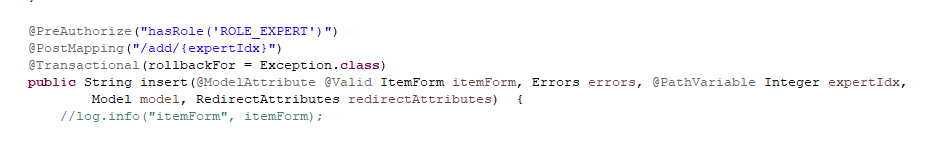 @PreAuthorize("hasRole('ROLE_EXPERT')")
@PostMapping("/add/{expertIdx}")
@Transactional(rollbackFor = Exception.class)
public String insert(@ModelAttribute @Valid ItemForm itemForm, Errors errors, @PathVariable Integer expertIdx,
Model model, RedirectAttributes redirectAttributes)  {
//log.info("itemForm", itemForm);